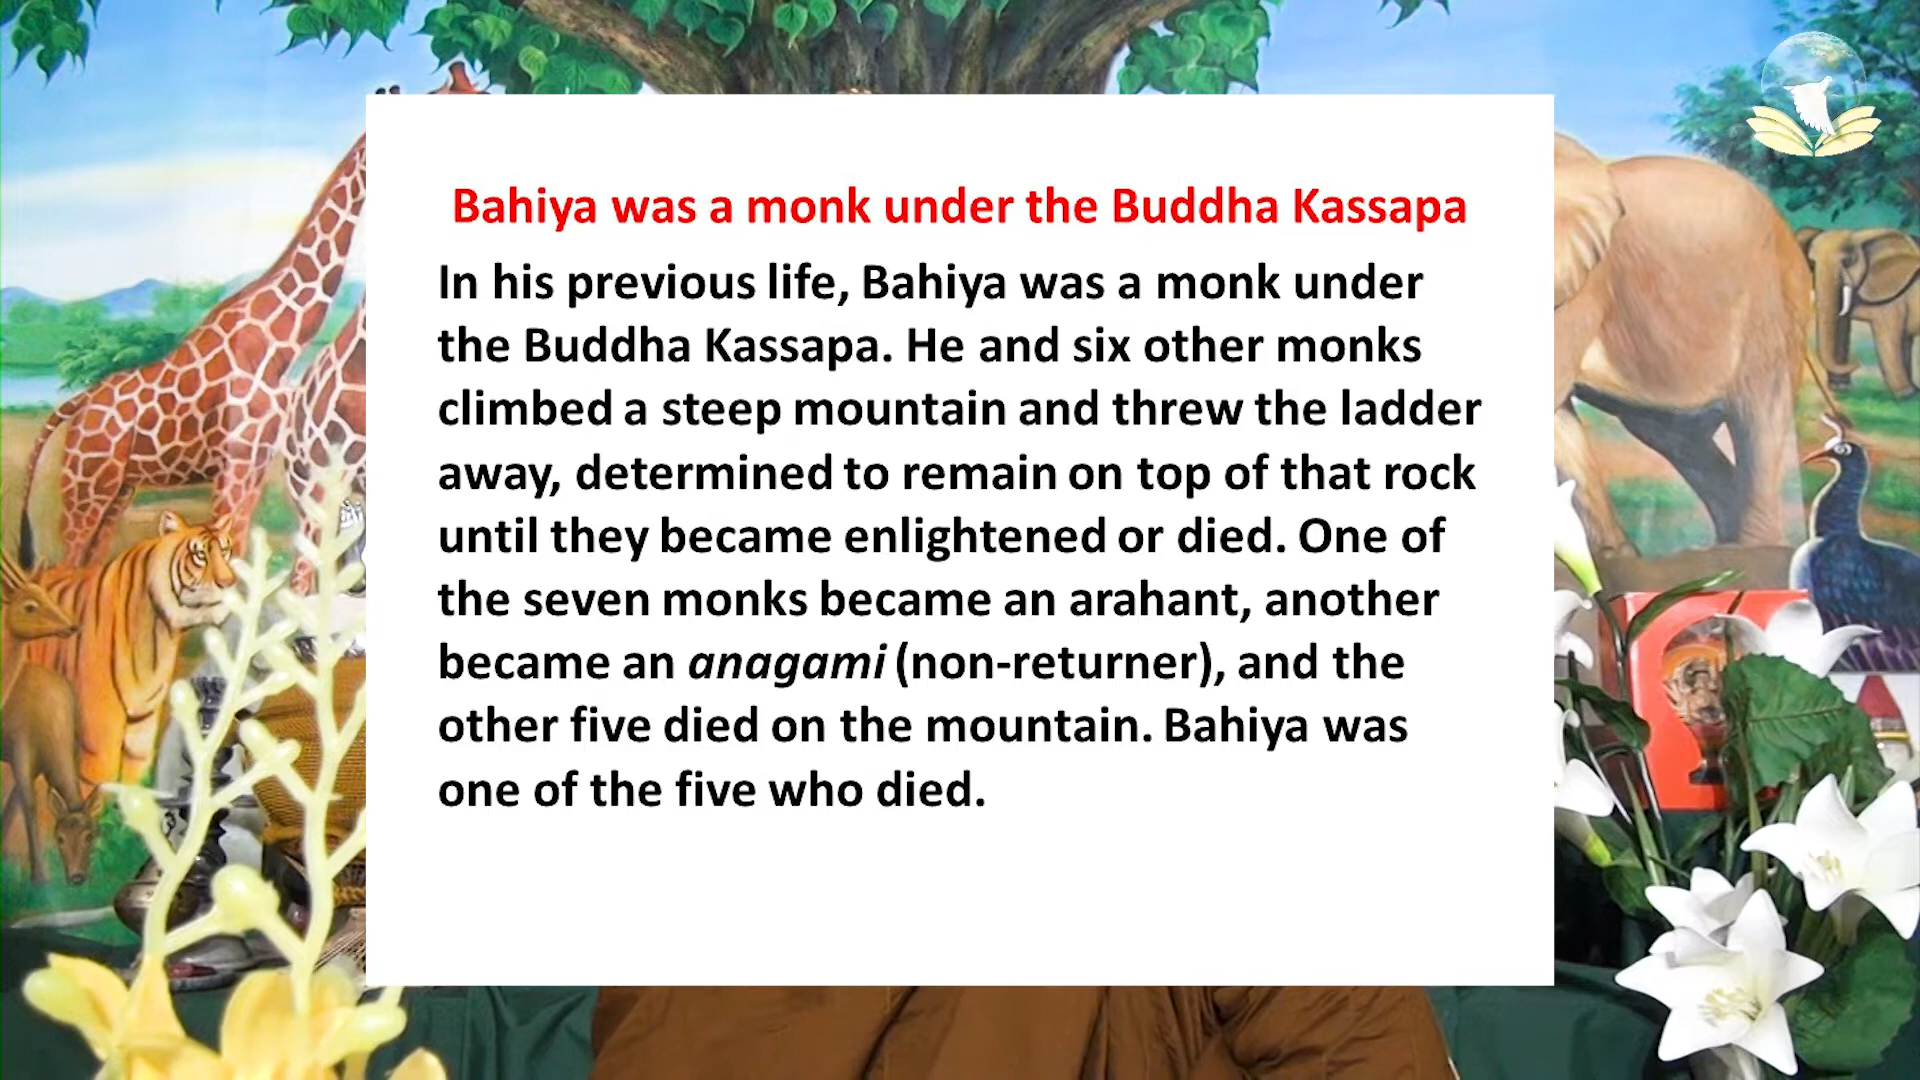 Bahiya was a monk under the Buddha Kassapa
In his previous life, Bahiya was a monk under
the Buddha Kassapa. He and six other monks
climbed a steep mountain and threw the ladder
away, determined to remain on top of that rock
until they became enlightened or died. One of
the seven monks became an arahant, another
became an anagami (non-returner), and the
other five died on the mountain. Bahiya was
one of the five who died.